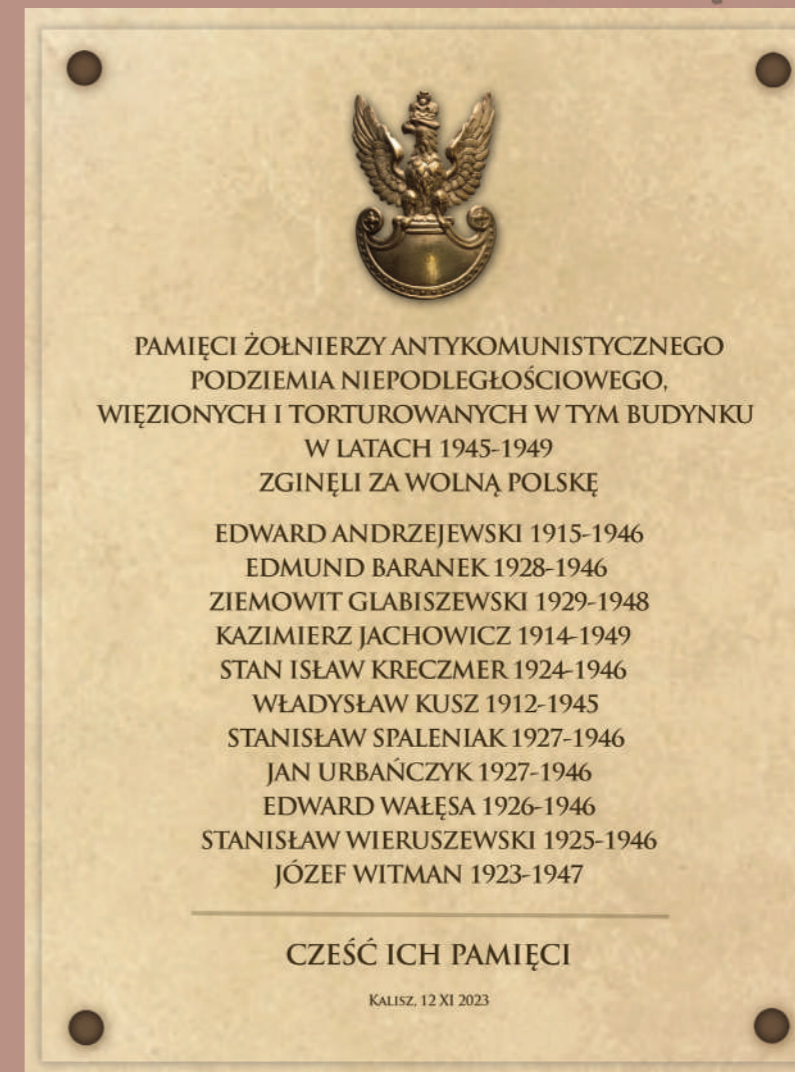 PAMIĘCI ŻOŁNIERZY ANTYKOMUNISTYCZNEGO
PODZIEMIA NIEPODLEGŁOŚCIOWEGO,
WIĘZIONYCH I TORTUROWANYCH W TYM BUDYNKU
W LATACH 1945-1949
ZGINĘLI ZA WOLNĄ POLSKĘ
EDWARD ANDRZEJEWSKI 1915-1946
EDMUND BARANEK 1928-1946
ZIEMOWIT GLABISZEWSKI 1929-1948
KAZIMIERZ JACHOWICZ 1914-1949
STAN ISŁAW KRECZMER 1924-1946
WŁADYSŁAW KUSZ 1912-1945
STANISŁAW SPALENIAK 1927-1946
JAN URBAŃCZYK 1927-1946
EDWARD WAŁĘSA 1926-1946
STANISŁAW WIERUSZEWSKI 1925-1946
JÓZEF WITMAN 1923-1947
CZEŚĆ ICH PAMIĘCI
KALISZ, 12 XI 2023